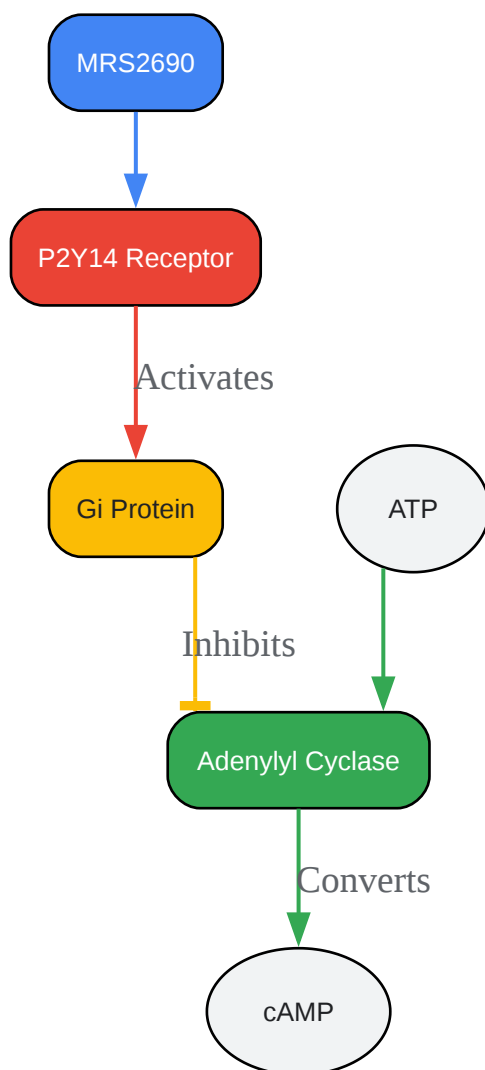 MRS2690
P2Y14 Receptor
Activates
Gi Protein
ATP
Inhibits
Adenylyl Cyclase
Converts
cAMP